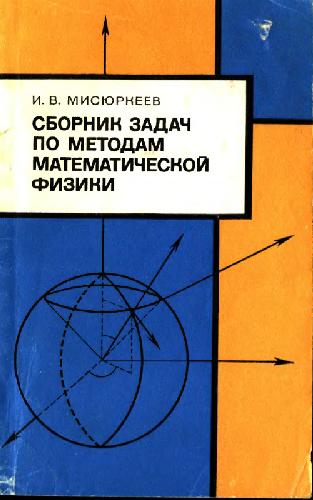 И. В. МИСЮРКЕЕВ
СБОРНИК ЗАДАЧ
ПО МЕТОДАМ
МАТЕМАТИЧЕСКОЙ
ФИЗИКИ